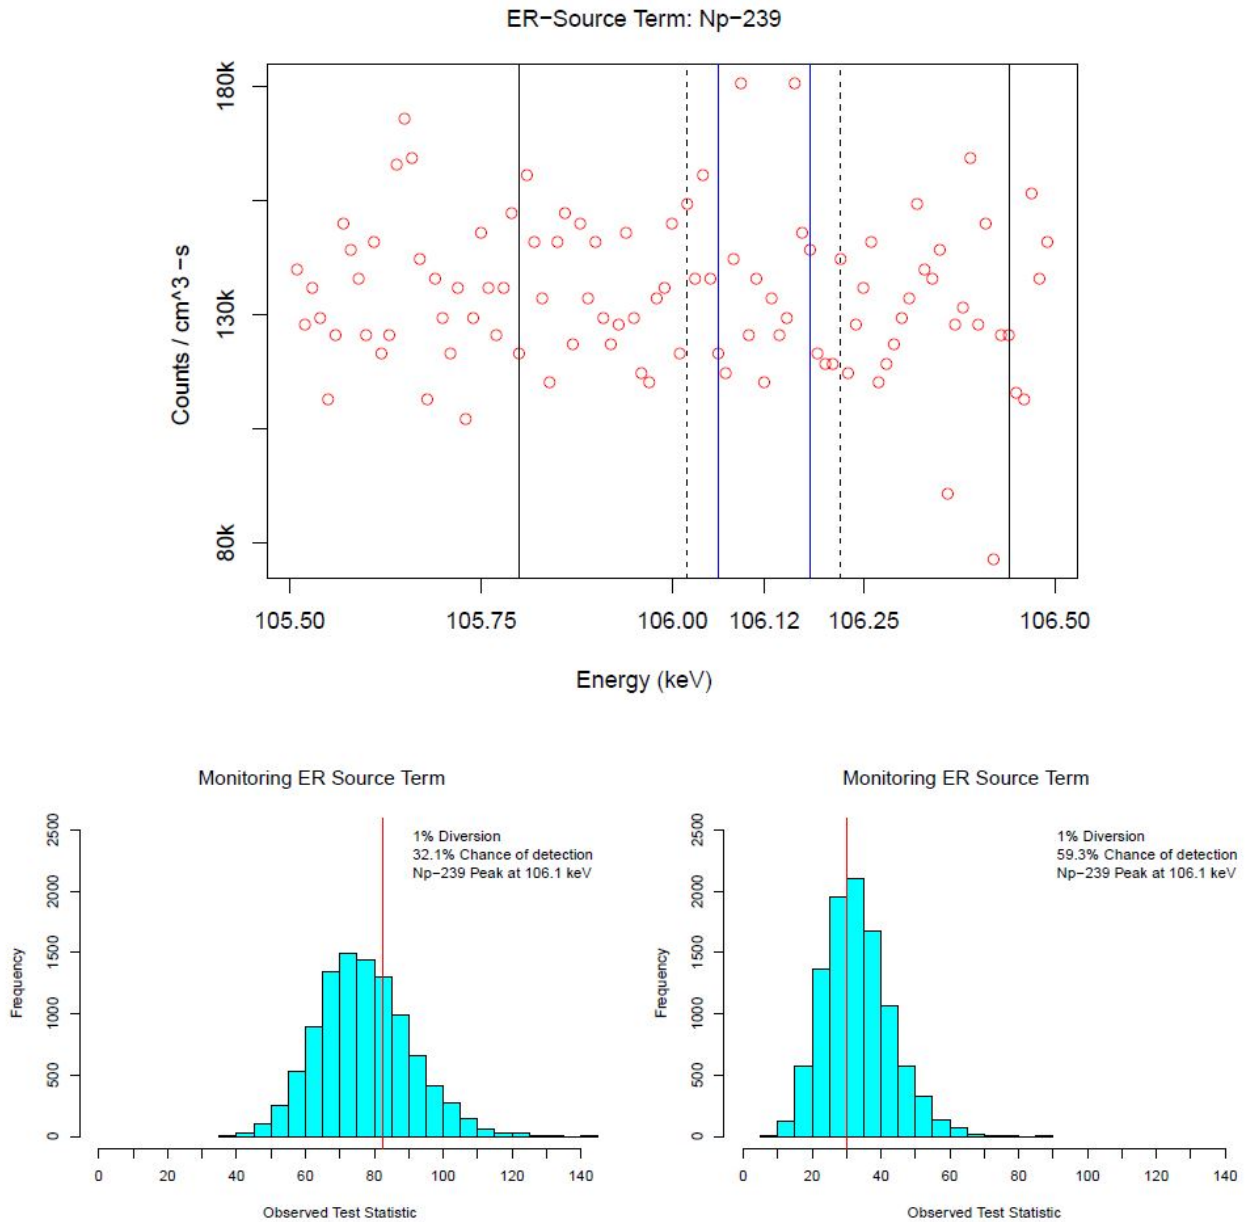 ER−Source Term: Np−239
180k
130k
80k
Counts / cm^3 −s
105.50 105.75 106.00 106.12 106.25 106.50
Energy (keV)
Monitoring ER Source Term
1% Diversion
32.1% Chance of detection
Np−239 Peak at 106.1 keV
2500
2000
1500
1000
500
0
Frequency
0 20 40 60 80 100 120 140
Observed Test Statistic
Monitoring ER Source Term
1% Diversion
59.3% Chance of detection
Np−239 Peak at 106.1 keV
2500
2000
1500
1000
500
0
Frequency
0 20 40 60 80 100 120 140
Observed Test Statistic